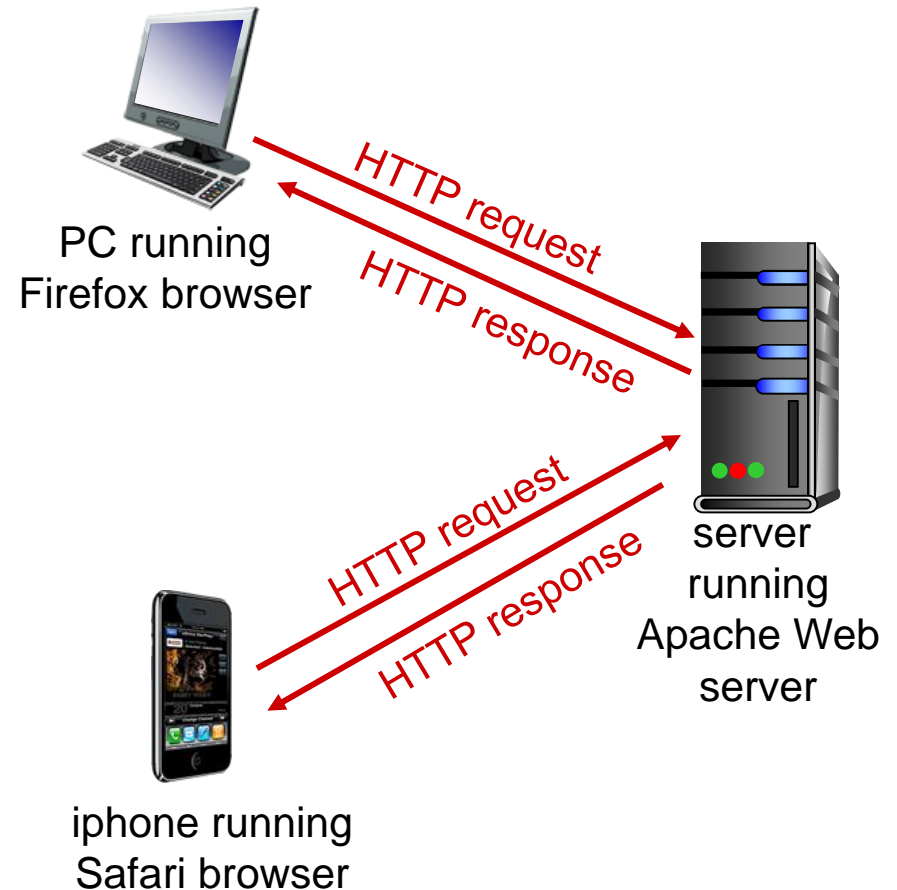 HTTP request
HTTP response
PC running
Firefox browser
HTTP request
HTTP response
server
running
Apache Web
server
iphone running
Safari browser